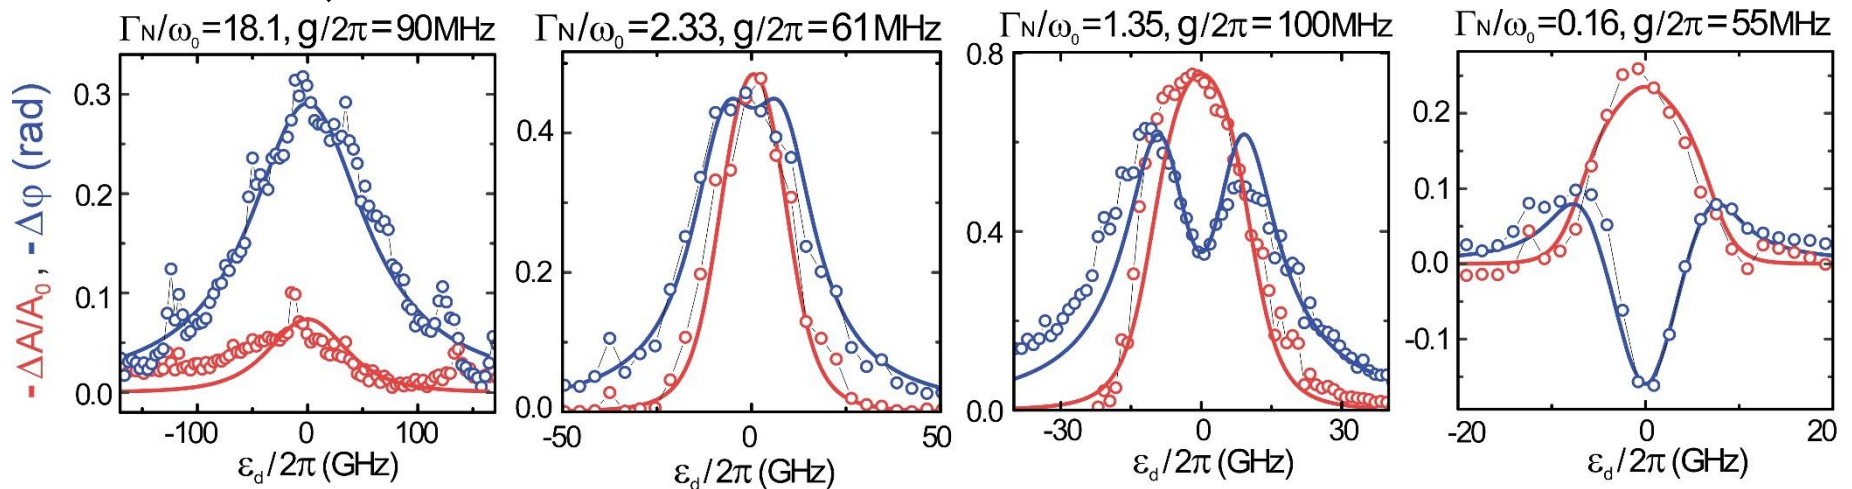 ΓN/ω₀=18.1, g/2π=90MHz
ΓN/ω₀=2.33, g/2π=61MHz
ΓN/ω₀=1.35, g/2π=100MHz
ΓN/ω₀=0.16, g/2π=55MHz
-ΔA/A₀, -Δφ (rad)
0.3
0.2
0.1
0.0
-100
0
100
εd/2π (GHz)
0.4
0.2
0.0
-50
0
50
εd/2π (GHz)
0.8
0.4
0.0
-30
0
30
εd/2π (GHz)
0.2
0.1
0.0
-0.1
-20
0
20
εd/2π (GHz)